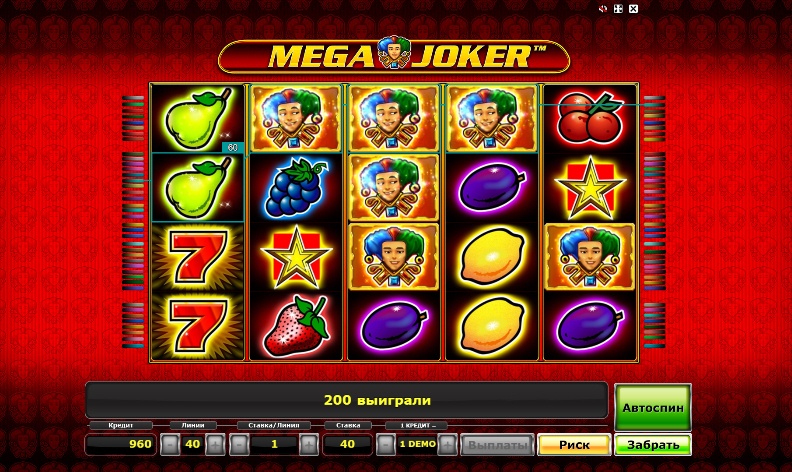 MEGA JOKER™
60
200 выиграли
Автоспин
Кредит Линии Ставка/Линия Ставка 1 КРЕДИТ =
960 - 40 + - 1 + 40 - 1 DEMO + Выплаты Риск Забрать